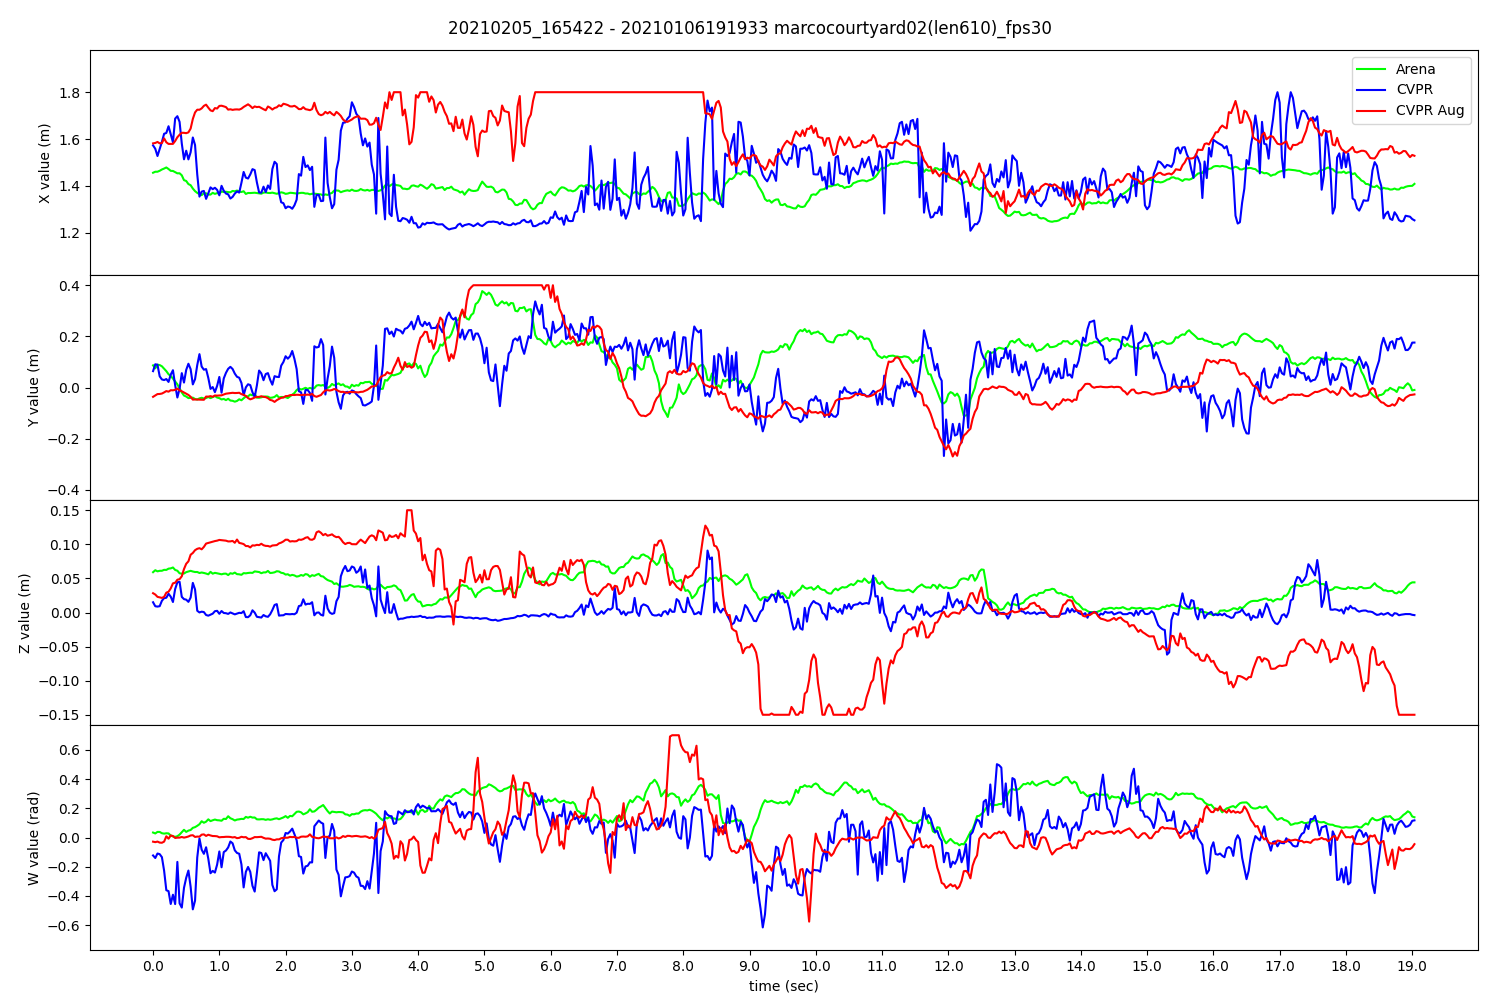 20210205_165422 - 20210106191933 marcocourtyard02(len610)_fps30
Arena
CVPR
CVPR Aug
X value (m)
1.8
1.6
1.4
1.2
Y value (m)
0.4
0.2
0.0
−0.2
−0.4
Z value (m)
0.15
0.10
0.05
0.00
−0.05
−0.10
−0.15
W value (rad)
0.6
0.4
0.2
0.0
−0.2
−0.4
−0.6
0.0 1.0 2.0 3.0 4.0 5.0 6.0 7.0 8.0 9.0 10.0 11.0 12.0 13.0 14.0 15.0 16.0 17.0 18.0 19.0
time (sec)